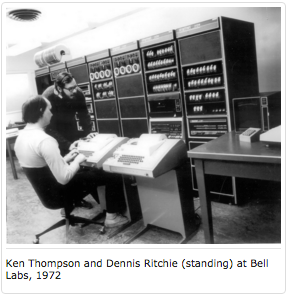 Ken Thompson and Dennis Ritchie (standing) at Bell
Labs, 1972